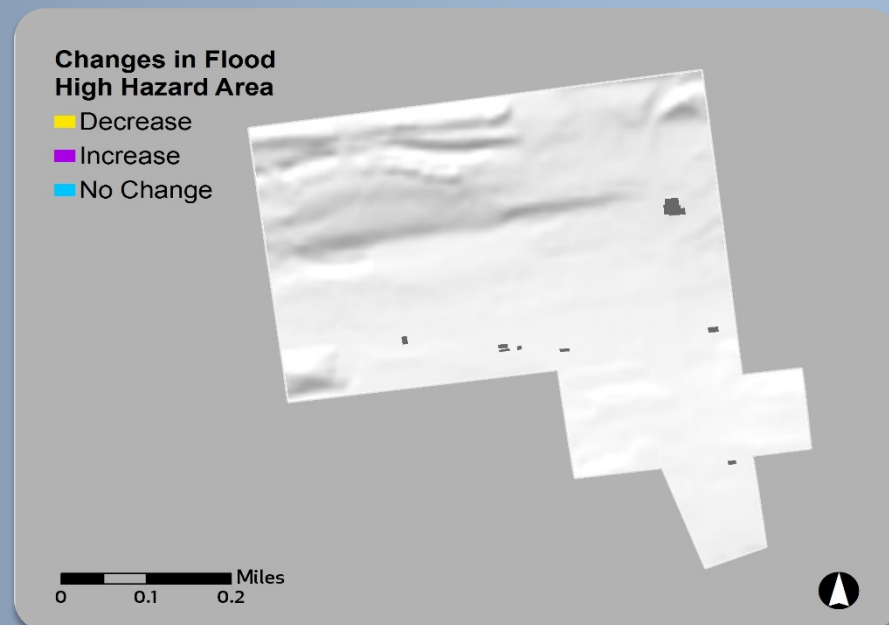 Changes in Flood
High Hazard Area
Decrease
Increase
No Change
Miles
0 0.1 0.2